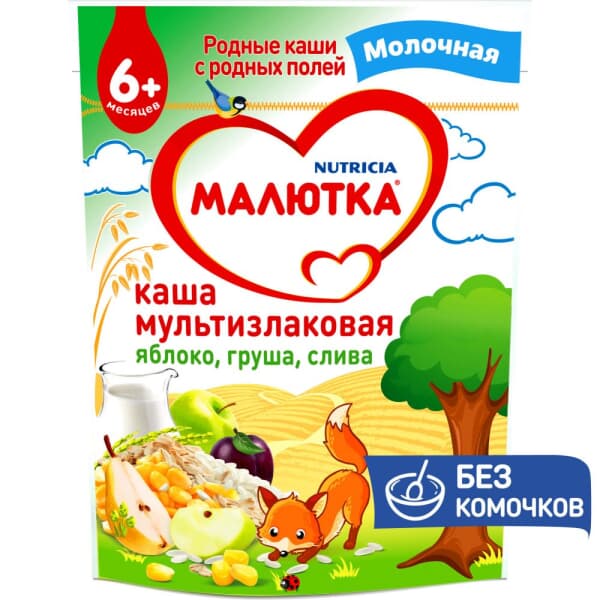 Родные каши
с родных полей
Молочная
6+
месяцев
NUTRICIA
МАЛЮТКА®
каша
мультизлаковая
яблоко, груша, слива
БЕЗ
КОМОЧКОВ